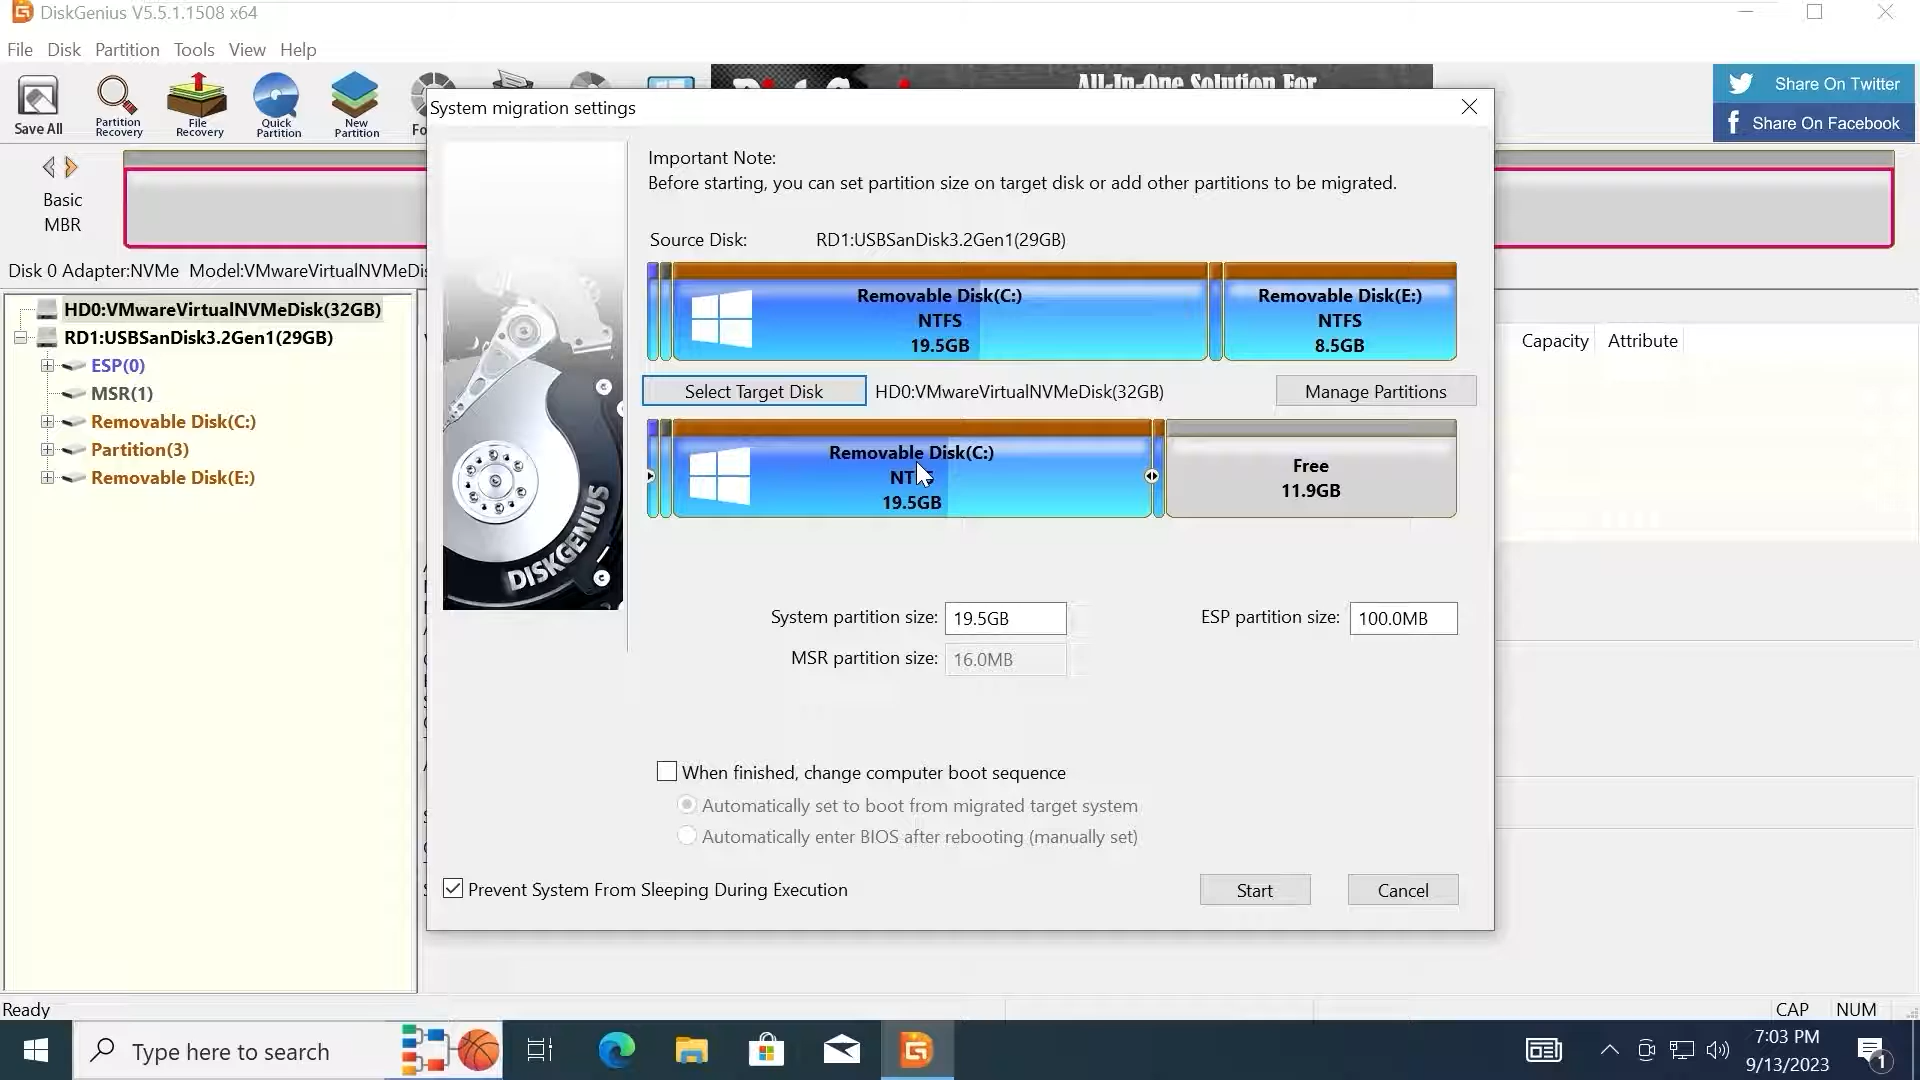 DiskGenius V5.5.1.1508 x64
File Disk Partition Tools View Help
Save All
Partition
Recovery
File
Recovery
Quick
Partition
New
Partition
All-In-One Solution For
Share On Twitter
Share On Facebook
Basic
MBR
Disk 0 Adapter:NVMe Model:VMwareVirtualNVMeDis
HD0:VMwareVirtualNVMeDisk(32GB)
RD1:USBSanDisk3.2Gen1(29GB)
ESP(0)
MSR(1)
Removable Disk(C:)
Partition(3)
Removable Disk(E:)
Capacity Attribute
System migration settings
Important Note:
Before starting, you can set partition size on target disk or add other partitions to be migrated.
Source Disk: RD1:USBSanDisk3.2Gen1(29GB)
Removable Disk(C:)
NTFS
19.5GB
Removable Disk(E:)
NTFS
8.5GB
Select Target Disk HD0:VMwareVirtualNVMeDisk(32GB) Manage Partitions
Removable Disk(C:)
NTFS
19.5GB
Free
11.9GB
DISKGENIUS
System partition size: 19.5GB ESP partition size: 100.0MB
MSR partition size: 16.0MB
When finished, change computer boot sequence
Automatically set to boot from migrated target system
Automatically enter BIOS after rebooting (manually set)
Prevent System From Sleeping During Execution
Start Cancel
Ready
CAP NUM
Type here to search
7:03 PM
9/13/2023
1